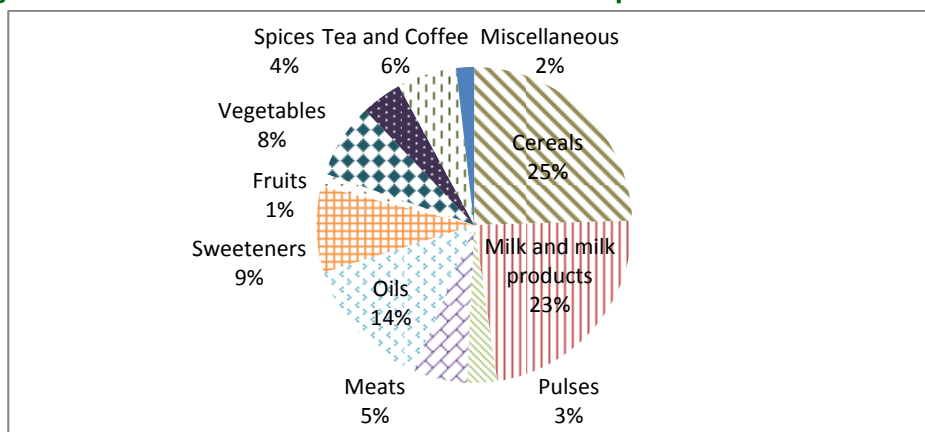 Spices Tea and Coffee Miscellaneous
4% 6% 2%
Vegetables
8%
Cereals
25%
Fruits
1%
Sweeteners
9%
Milk and milk
products
23%
Oils
14%
Meats
5%
Pulses
3%